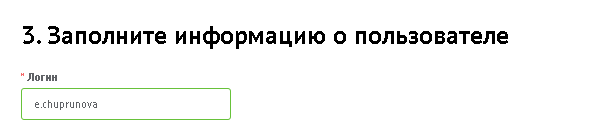 3. Заполните информацию о пользователе
* Логин
e.chuprunova